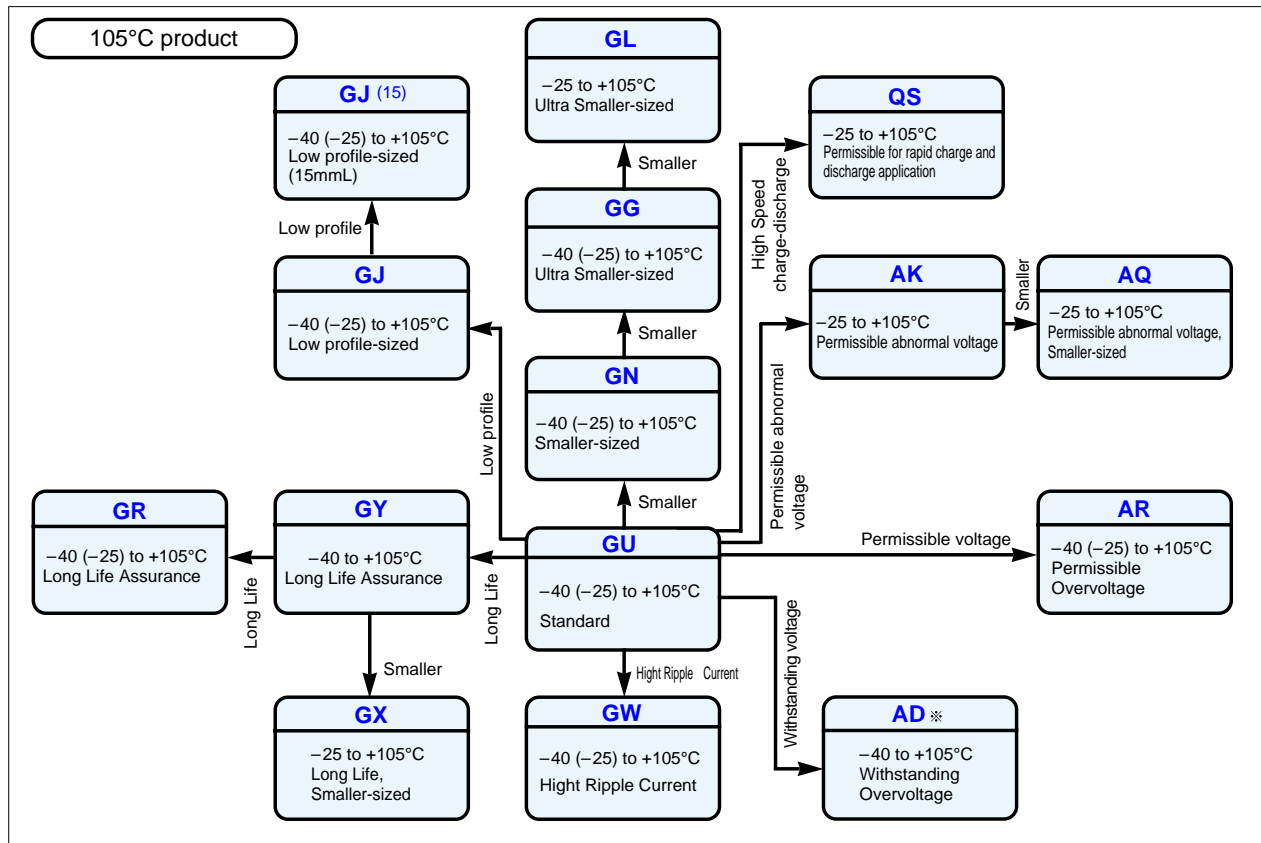 105°C product
GL
−25 to +105°C
Ultra Smaller-sized
GJ (15)
−40 (−25) to +105°C
Low profile-sized
(15mmL)
QS
−25 to +105°C
Permissible for rapid charge and
discharge application
Smaller
GG
−40 (−25) to +105°C
Ultra Smaller-sized
Low profile
High Speed
charge-discharge
GJ
−40 (−25) to +105°C
Low profile-sized
AK
−25 to +105°C
Permissible abnormal voltage
Smaller
AQ
−25 to +105°C
Permissible abnormal voltage,
Smaller-sized
Smaller
GN
−40 (−25) to +105°C
Smaller-sized
Low profile
Permissible abnormal
voltage
Smaller
GR
−40 (−25) to +105°C
Long Life Assurance
Long Life
GY
−40 to +105°C
Long Life Assurance
Long Life
GU
−40 (−25) to +105°C
Standard
Permissible voltage
AR
−40 (−25) to +105°C
Permissible
Overvoltage
Smaller
Hight Ripple Current
Withstanding voltage
GX
−25 to +105°C
Long Life,
Smaller-sized
GW
−40 (−25) to +105°C
Hight Ripple Current
AD ※
−40 to +105°C
Withstanding
Overvoltage